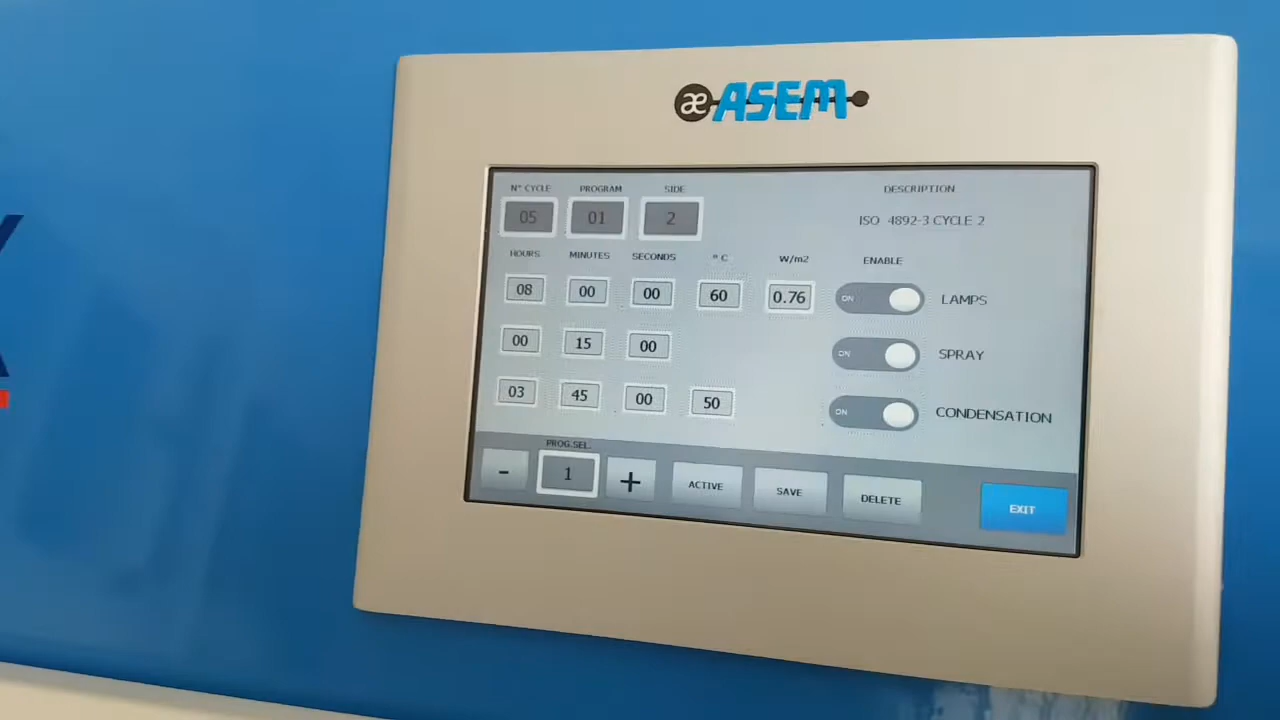 æ ASEM
N° CYCLE PROGRAM SIDE DESCRIPTION
05 01 2 ISO 4892-3 CYCLE 2
HOURS MINUTES SECONDS ° C W/m2 ENABLE
08 00 00 60 0.76 ON LAMPS
00 15 00 ON SPRAY
03 45 00 50 ON CONDENSATION
PROG.SEL.
- 1 + ACTIVE SAVE DELETE EXIT